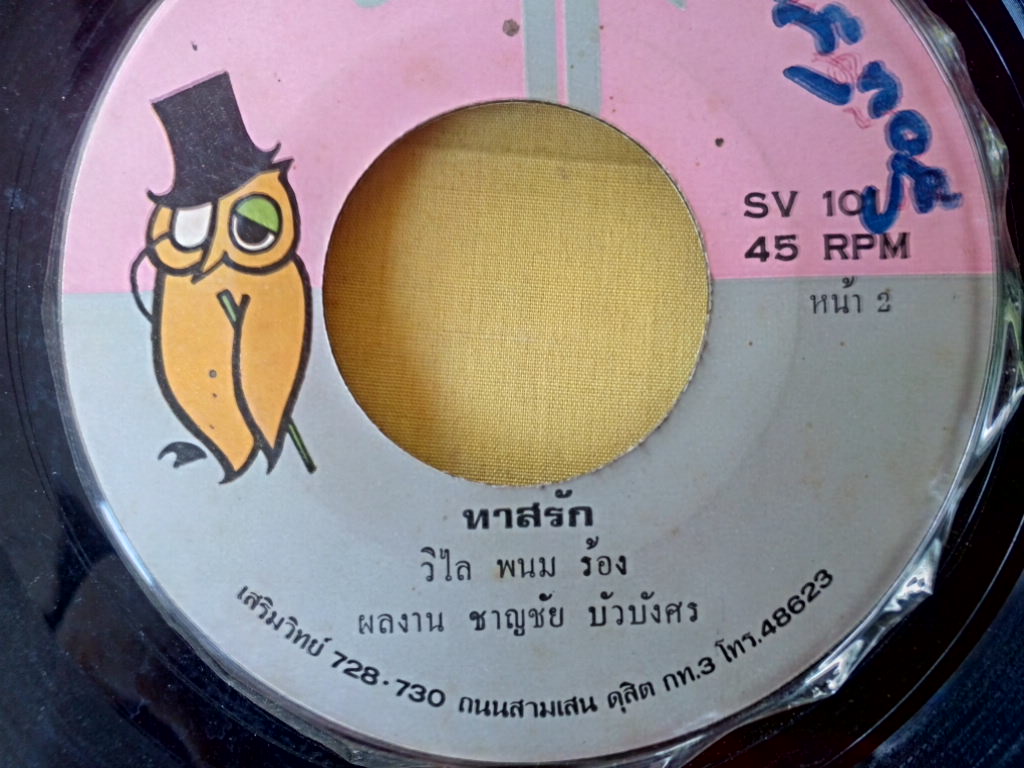 SV 101
45 RPM
หน้า 2
ทาสรัก
วิไล พนม ร้อง
ผลงาน ชาญชัย บัวบังศร
เสริมวิทย์ 728-730 ถนนสามเสน ดุสิต กท.3 โทร.48623